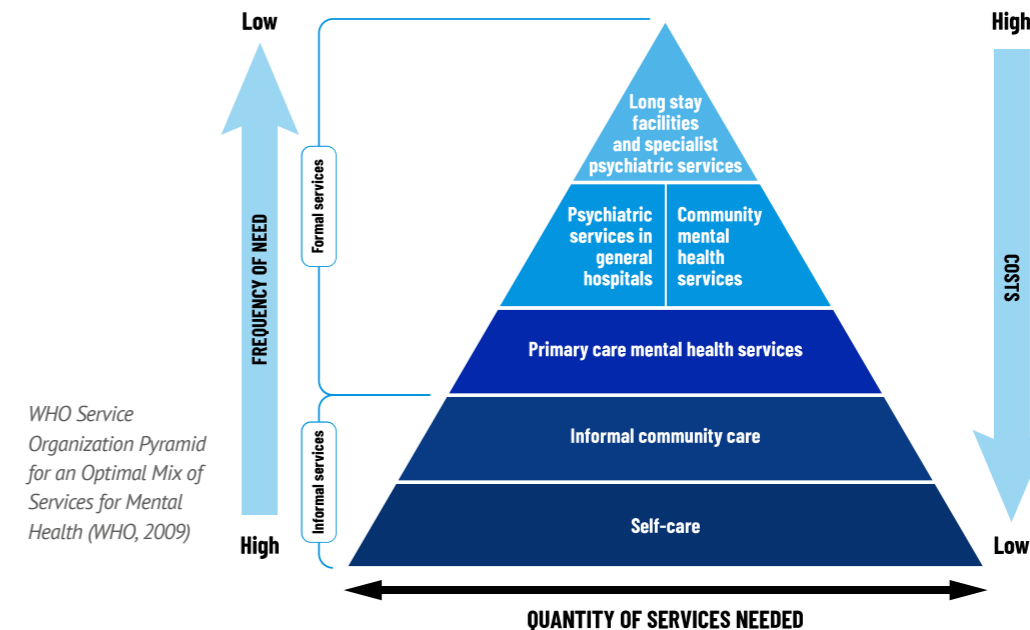 Low
High
Long stay
facilities
and specialist
psychiatric services
Formal services
Psychiatric
services in
general
hospitals
Community
mental
health
services
FREQUENCY OF NEED
COSTS
Primary care mental health services
WHO Service
Organization Pyramid
for an Optimal Mix of
Services for Mental
Health (WHO, 2009)
Informal services
Informal community care
Self-care
High
Low
QUANTITY OF SERVICES NEEDED